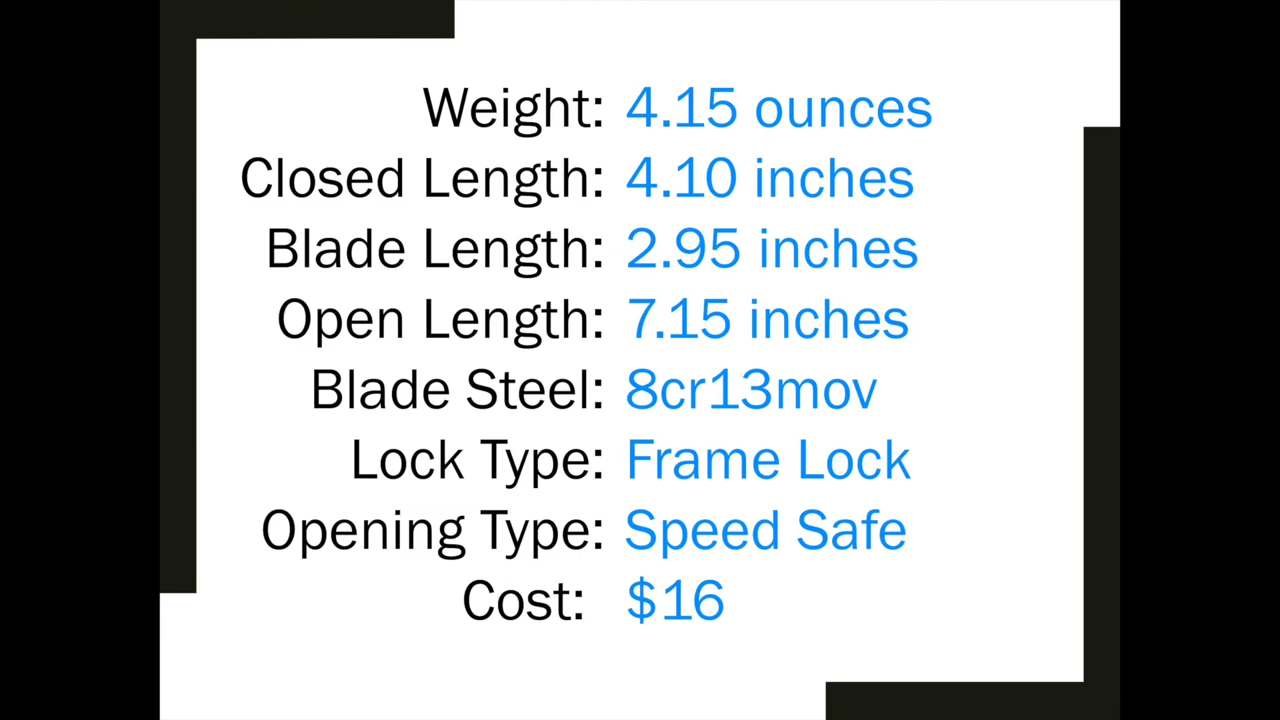 Weight: 4.15 ounces
Closed Length: 4.10 inches
Blade Length: 2.95 inches
Open Length: 7.15 inches
Blade Steel: 8cr13mov
Lock Type: Frame Lock
Opening Type: Speed Safe
Cost: $16